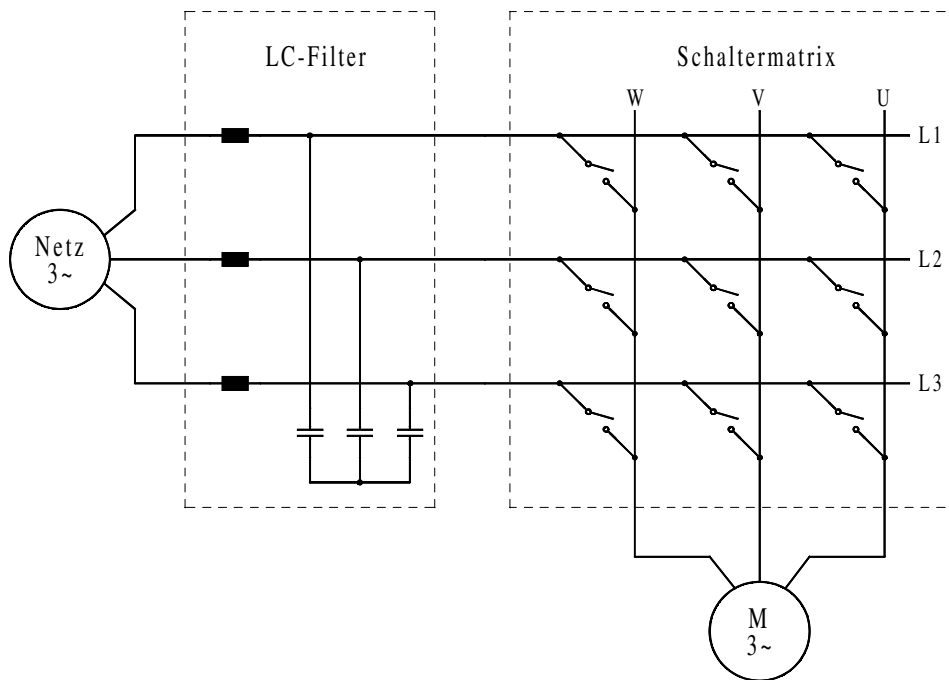 LC-Filter
Schaltermatrix
W
V
U
L1
Netz
3~
L2
L3
M
3~